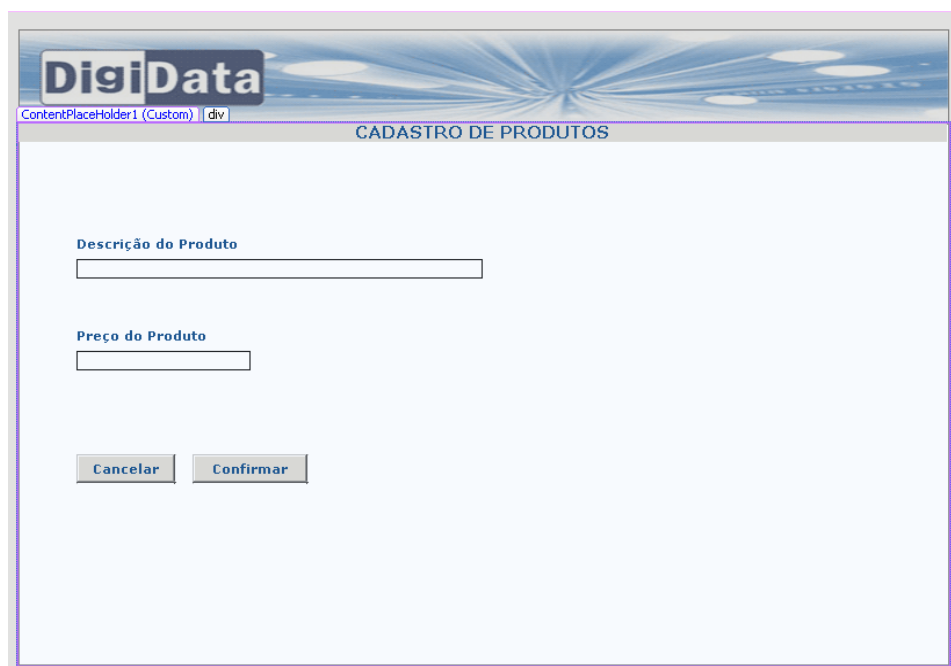 DigiData
ContentPlaceHolder1 (Custom) div
CADASTRO DE PRODUTOS
Descrição do Produto
Preço do Produto
Cancelar Confirmar